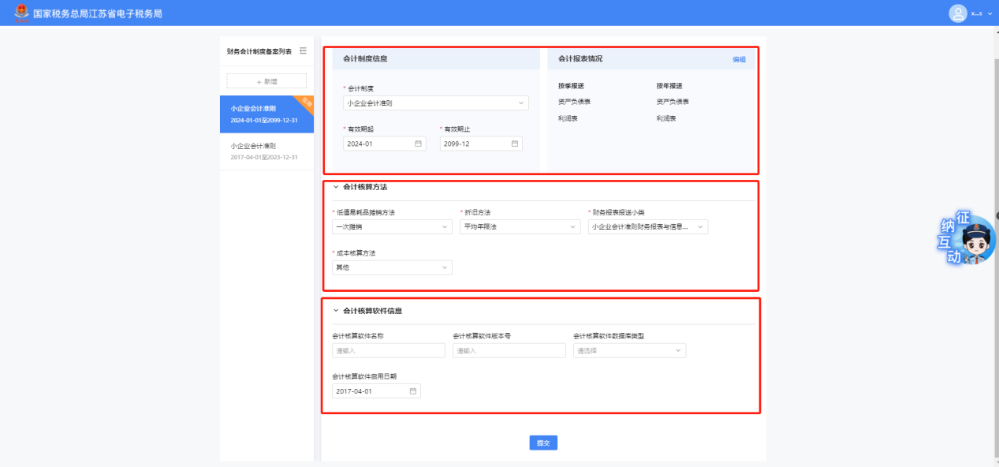 国家税务总局江苏省电子税务局
财务会计制度备案列表
+ 新增
小企业会计准则
2024-01-01至2099-12-31
小企业会计准则
2017-04-01至2023-12-31
会计制度信息
* 会计制度
小企业会计准则
* 有效期起
* 有效期止
2024-01
2099-12
会计报表情况
编辑
按季报送
按年报送
资产负债表
资产负债表
利润表
利润表
会计核算方法
* 低值易耗品摊销方法
* 折旧方法
* 财务报表报送小类
一次摊销
平均年限法
小企业会计准则财务报表与信息...
* 成本核算方法
其他
会计核算软件信息
会计核算软件名称
会计核算软件版本号
会计核算软件数据库类型
请输入
请输入
请选择
会计核算软件启用日期
2017-04-01
提交
征纳互动